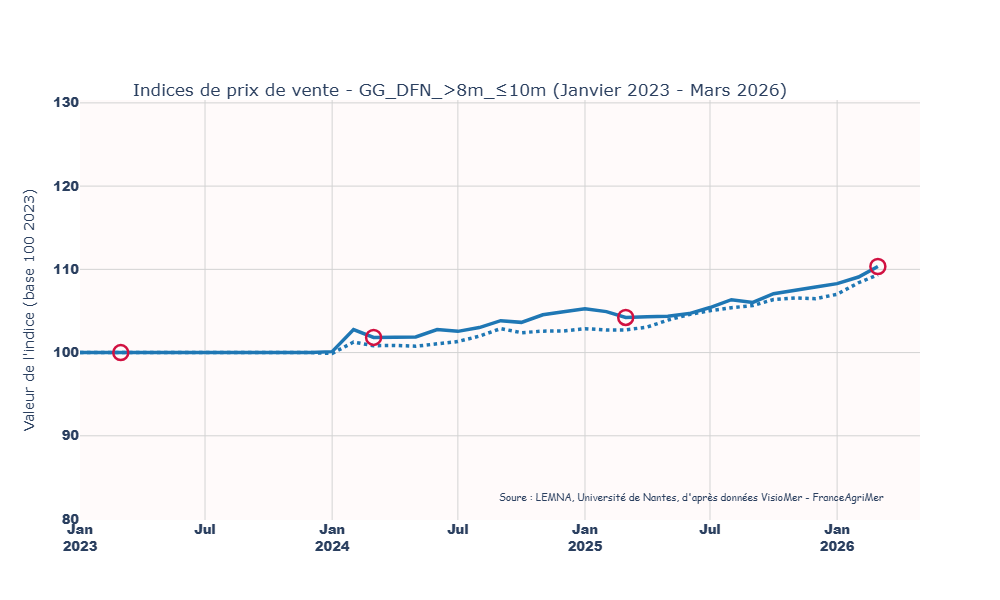 Indices de prix de vente - GG_DFN_>8m_≤10m (Janvier 2023 - Mars 2026)
Valeur de l'indice (base 100 2023)
130
120
110
100
90
80
Soure : LEMNA, Université de Nantes, d'après données VisioMer - FranceAgriMer
Jan
2023
Jul
Jan
2024
Jul
Jan
2025
Jul
Jan
2026